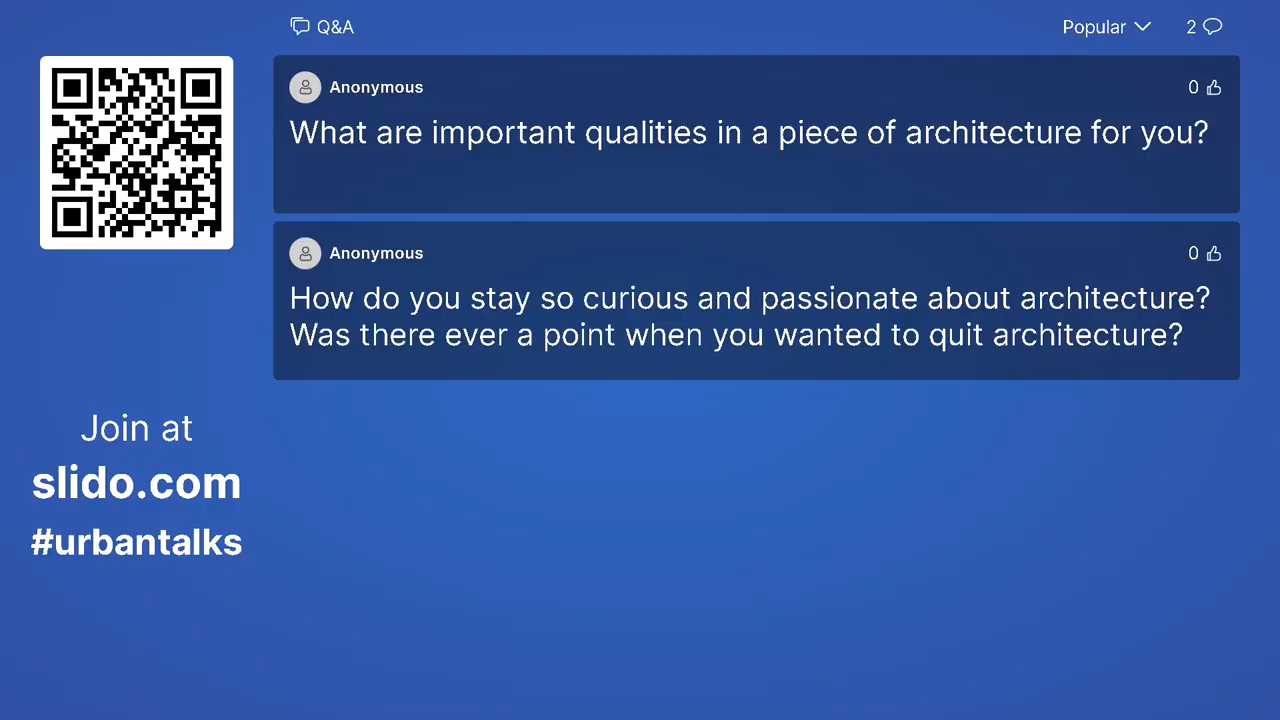 Q&A
Popular
2
Anonymous
0
What are important qualities in a piece of architecture for you?
Anonymous
0
How do you stay so curious and passionate about architecture?
Was there ever a point when you wanted to quit architecture?
Join at
slido.com
#urbantalks